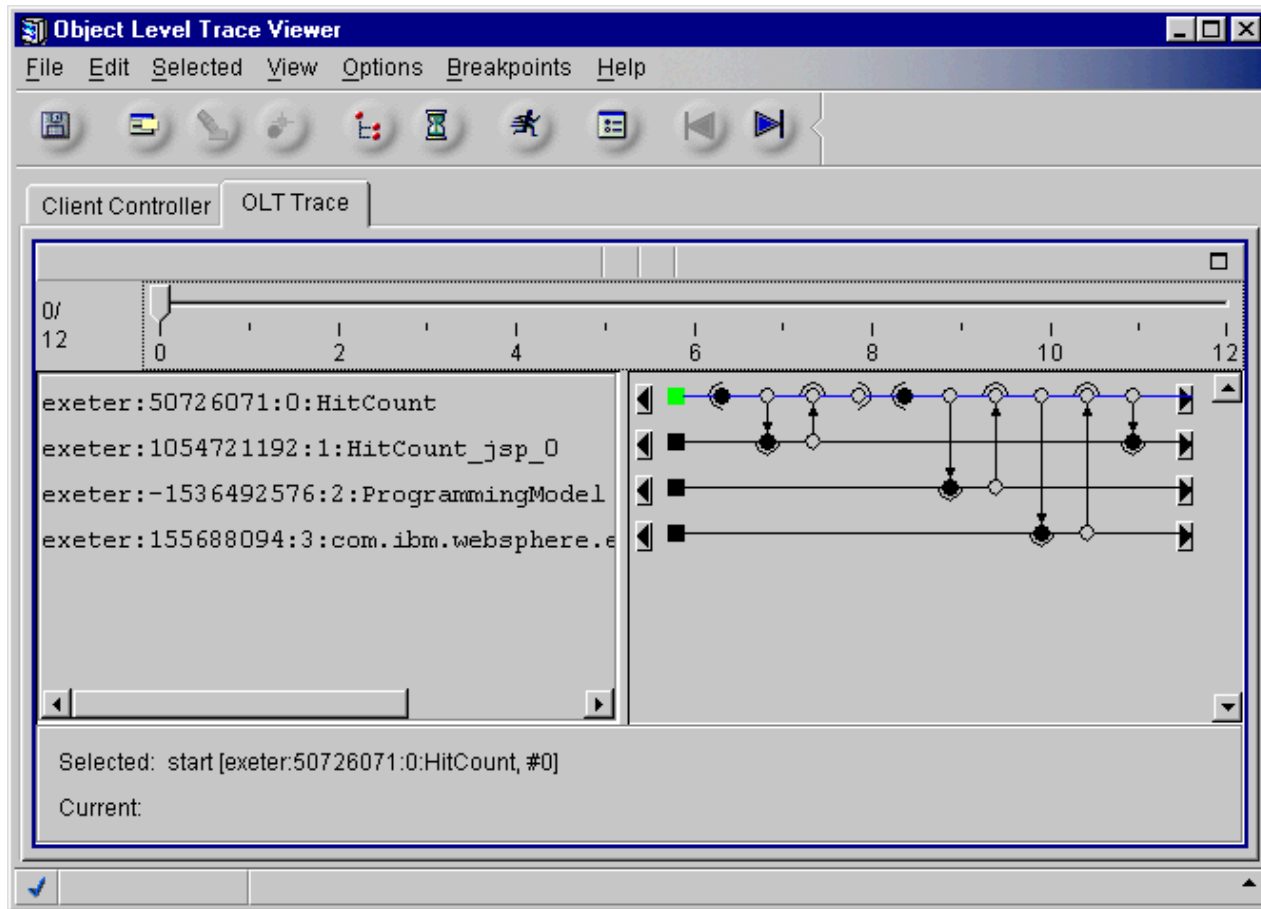 Object Level Trace Viewer
File Edit Selected View Options Breakpoints Help
Client Controller OLT Trace
0/
12
0 2 4 6 8 10 12
exeter:50726071:0:HitCount
exeter:1054721192:1:HitCount_jsp_0
exeter:-1536492576:2:ProgrammingModel
exeter:155688094:3:com.ibm.websphere.e
Selected: start [exeter:50726071:0:HitCount, #0]
Current: